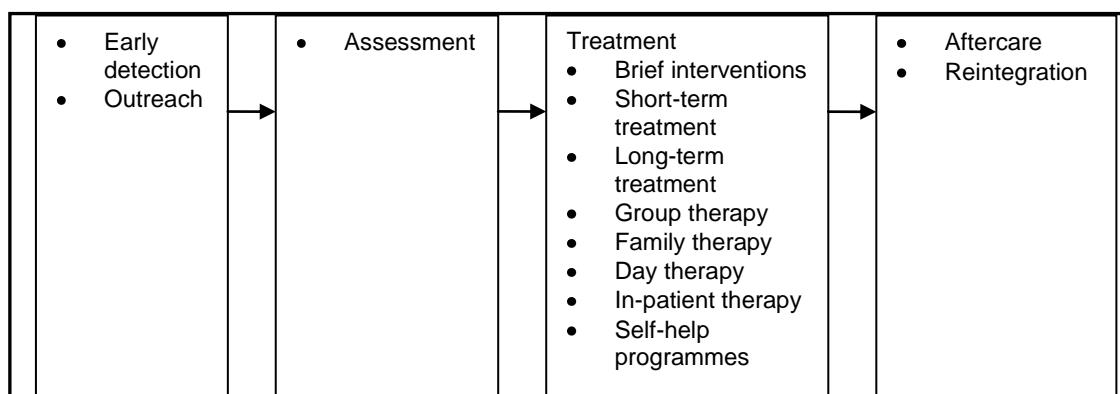 • Early
detection
• Outreach
• Assessment
Treatment
• Brief interventions
• Short-term
treatment
• Long-term
treatment
• Group therapy
• Family therapy
• Day therapy
• In-patient therapy
• Self-help
programmes
• Aftercare
• Reintegration